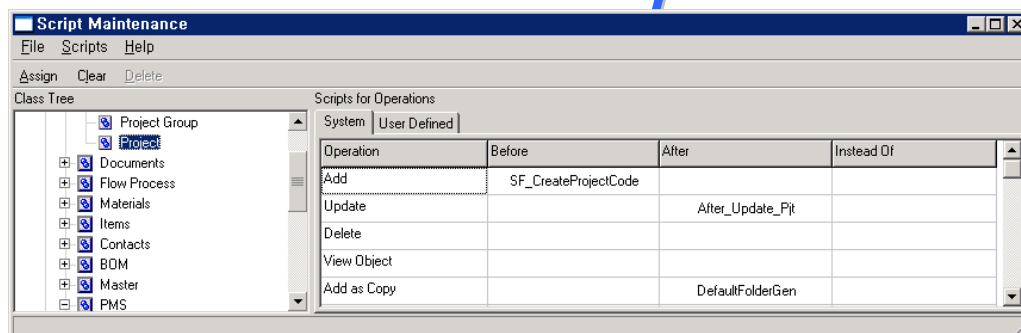 Script Maintenance
File Scripts Help
Assign Clear Delete
Class Tree
Project Group
Project
Documents
Flow Process
Materials
Items
Contacts
BOM
Master
PMS
Scripts for Operations
System User Defined
Operation Before After Instead Of
Add SF_CreateProjectCode
Update After_Update_Pjt
Delete
View Object
Add as Copy DefaultFolderGen